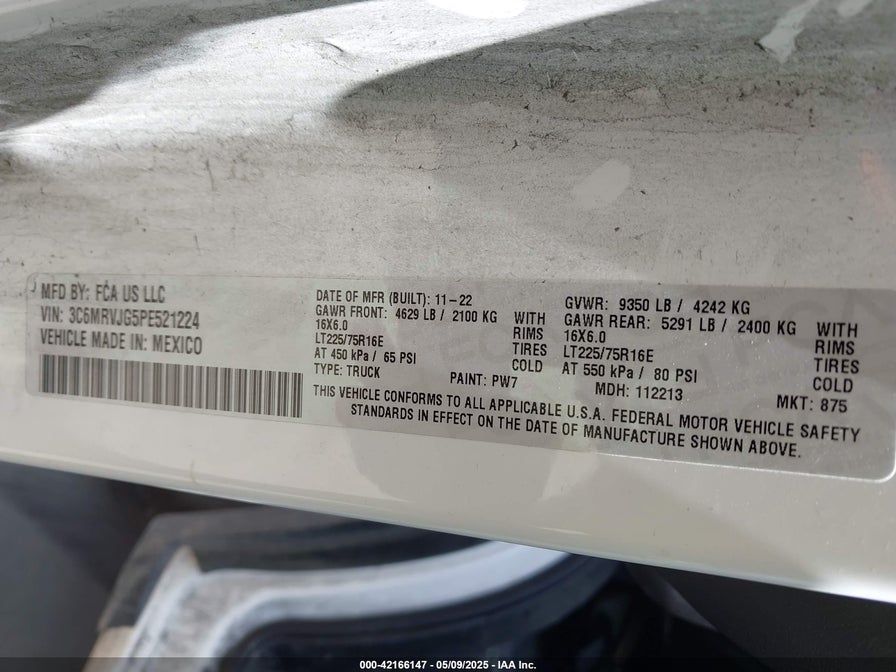 MFD BY: FCA US LLC
VIN: 3C6MRVJG5PE521224
VEHICLE MADE IN: MEXICO
DATE OF MFR (BUILT): 11-22
GAWR FRONT: 4629 LB / 2100 KG WITH
16X6.0 RIMS
LT225/75R16E TIRES
AT 450 kPa / 65 PSI COLD
TYPE: TRUCK PAINT: PW7
GVWR: 9350 LB / 4242 KG
GAWR REAR: 5291 LB / 2400 KG WITH
16X6.0 RIMS
LT225/75R16E TIRES
AT 550 kPa / 80 PSI COLD
MDH: 112213 MKT: 875
THIS VEHICLE CONFORMS TO ALL APPLICABLE U.S.A. FEDERAL MOTOR VEHICLE SAFETY
STANDARDS IN EFFECT ON THE DATE OF MANUFACTURE SHOWN ABOVE.
000-42166147 - 05/09/2025 - IAA Inc.